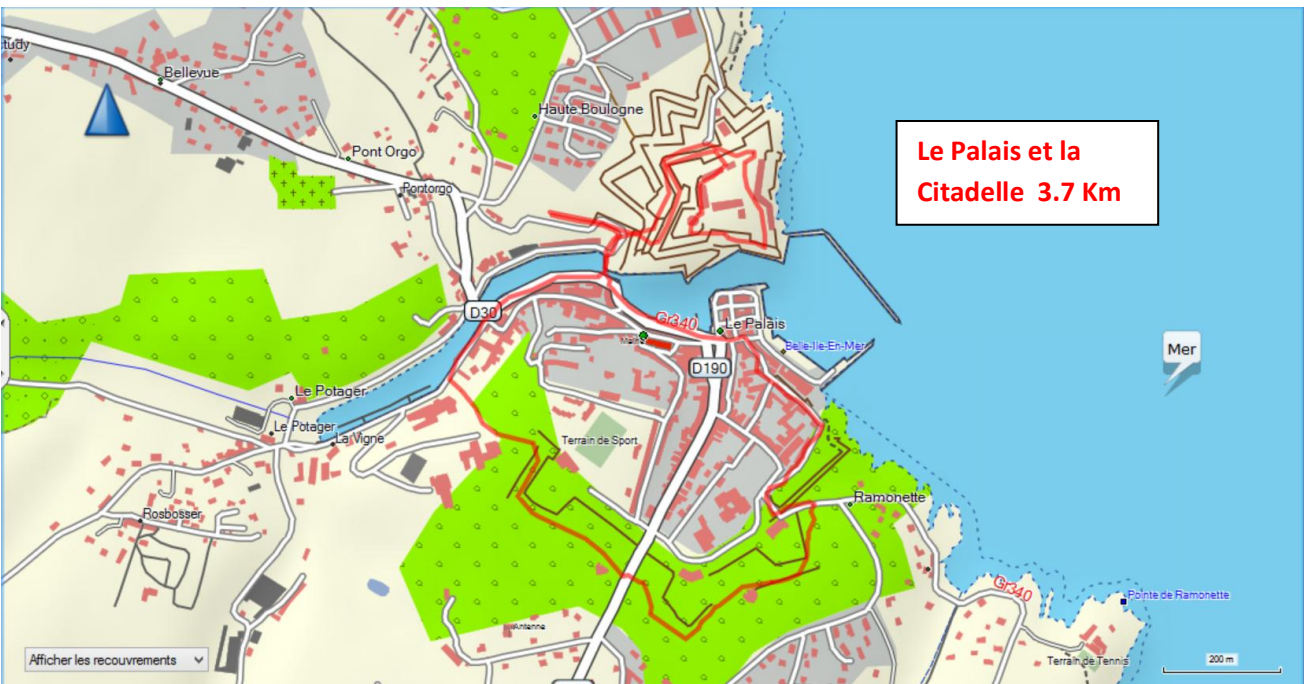 tudy
Bellevue
Haute Boulogne
Pont Orgo
Pontorgo
Le Palais et la
Citadelle 3.7 Km
D30
Gr340
Le Palais
Belle-Ile-En-Mer
Mer
D190
Le Potager
Le Potager
La Vigne
Terrain de Sport
Ramonette
Rosbosser
Gr340
Pointe de Ramonette
Antenne
Afficher les recouvrements
Terrain de Tennis
200 m